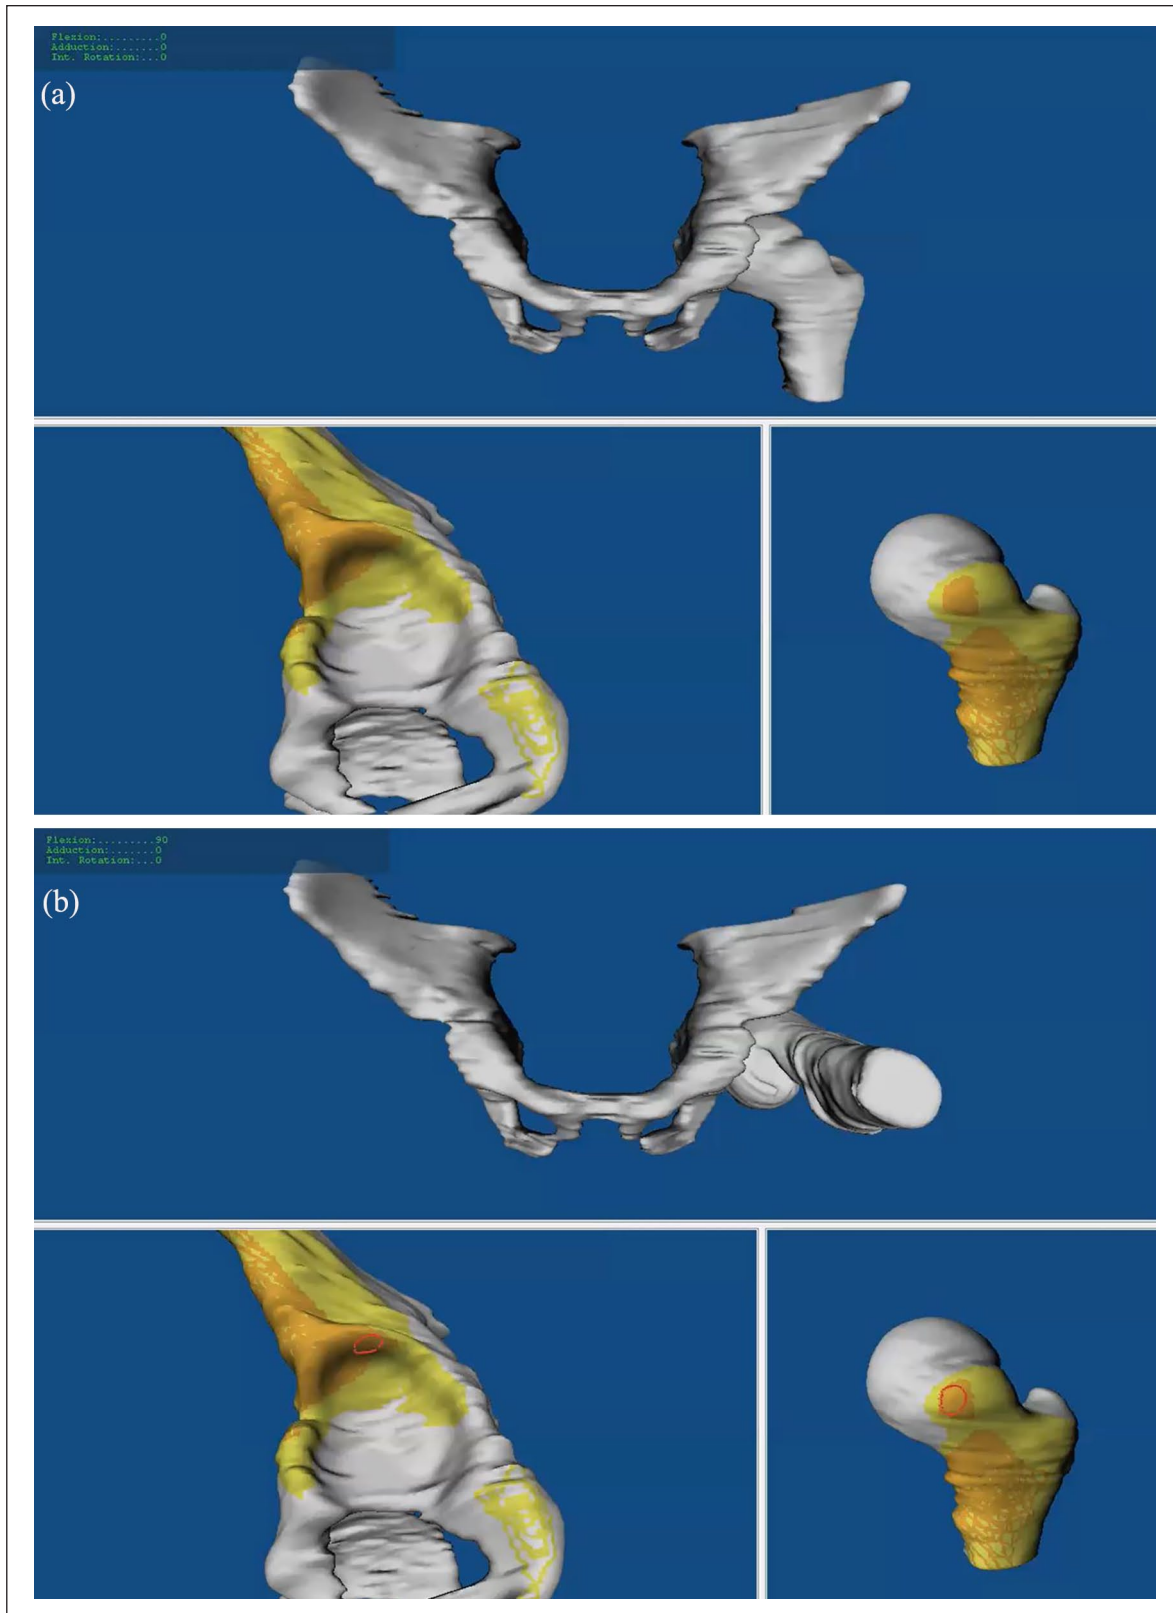 Flexion:.........0
Adduction.......0
Int. Rotation:...0
(a)
Flexion:.........90
Adduction:.......0
Int. Rotation:...0
(b)